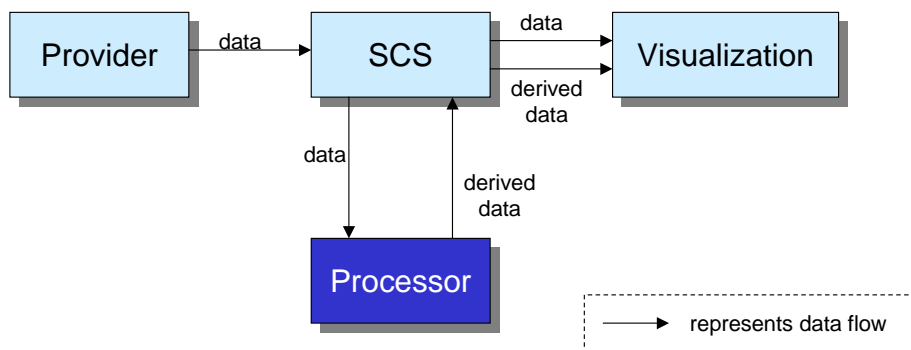 Provider
data
SCS
data
derived
data
Visualization
data
derived
data
Processor
represents data flow